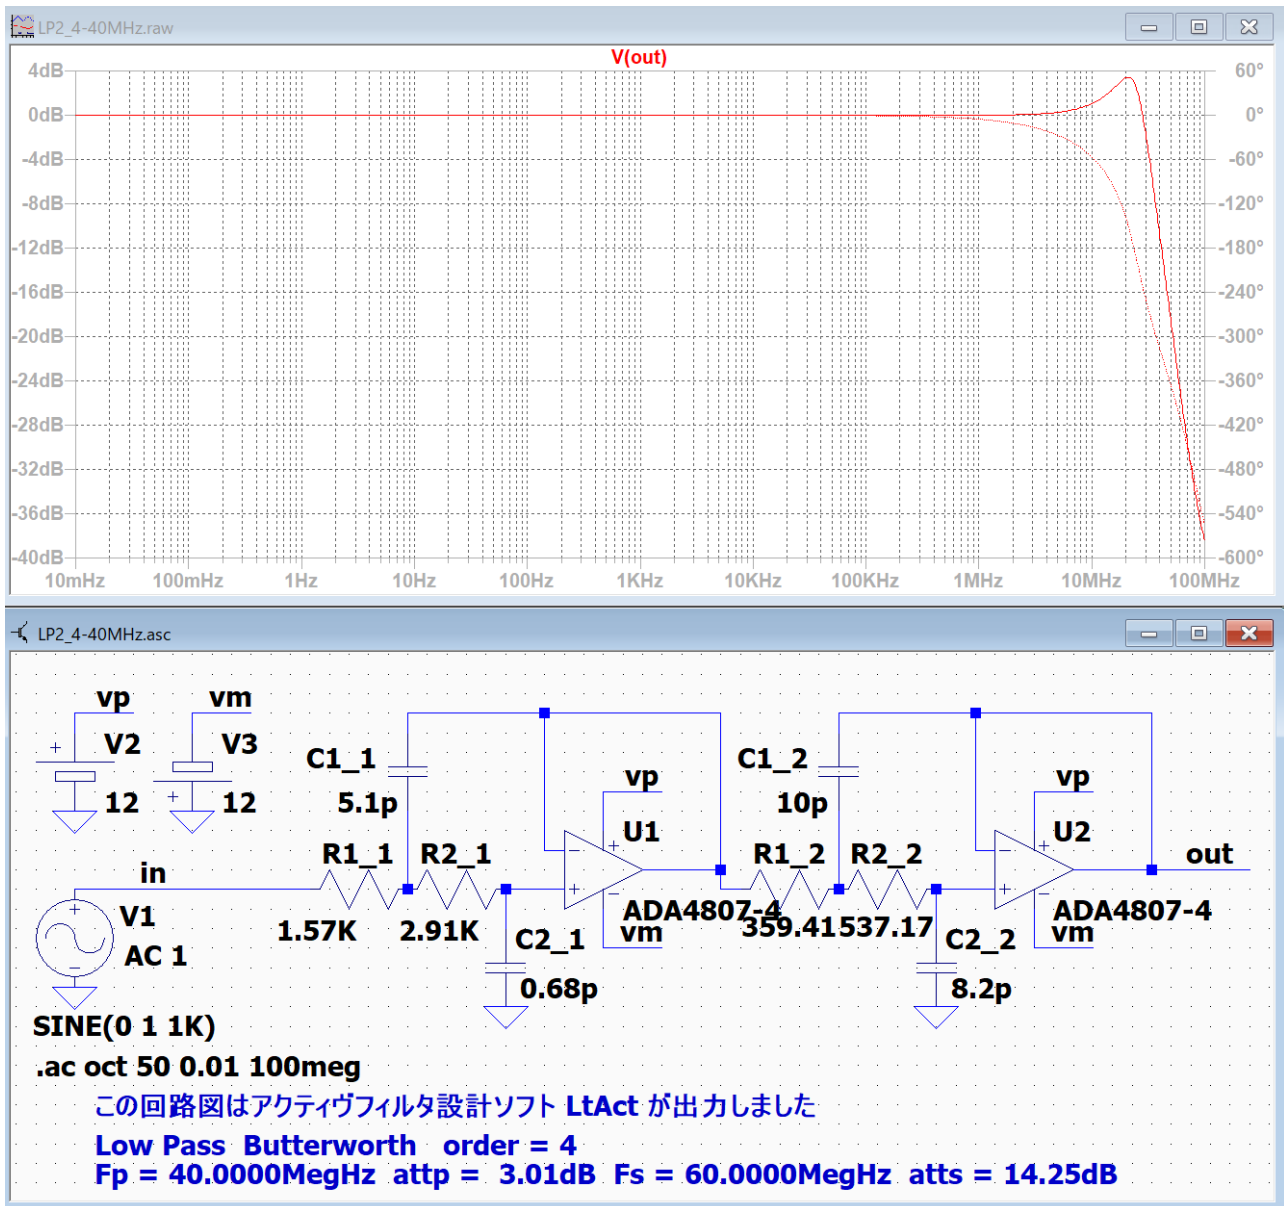 LP2_4-40MHz.raw
V(out)
4dB
0dB
-4dB
-8dB
-12dB
-16dB
-20dB
-24dB
-28dB
-32dB
-36dB
-40dB
60°
0°
-60°
-120°
-180°
-240°
-300°
-360°
-420°
-480°
-540°
-600°
10mHz 100mHz 1Hz 10Hz 100Hz 1KHz 10KHz 100KHz 1MHz 10MHz 100MHz
LP2_4-40MHz.asc
vp
V2
12
vm
V3
12
in
V1
AC 1
SINE(0 1 1K)
C1_1
5.1p
R1_1
1.57K
R2_1
2.91K
C2_1
0.68p
vp
U1
ADA4807-4
vm
C1_2
10p
R1_2
359.41
R2_2
537.17
C2_2
8.2p
vp
U2
ADA4807-4
vm
out
.ac oct 50 0.01 100meg
この回路図はアクティヴフィルタ設計ソフト LtAct が出力しました
Low Pass Butterworth order = 4
Fp = 40.0000MegHz attp = 3.01dB Fs = 60.0000MegHz atts = 14.25dB